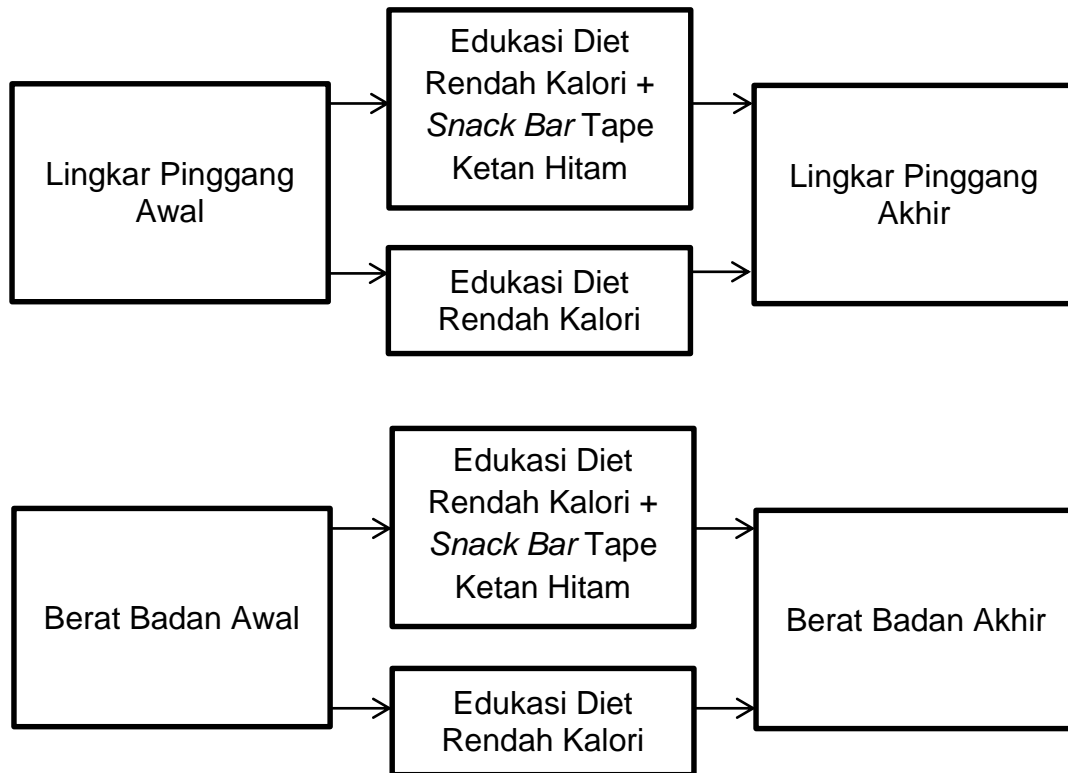 Lingkar Pinggang
Awal
Edukasi Diet
Rendah Kalori +
Snack Bar Tape
Ketan Hitam
Edukasi Diet
Rendah Kalori
Lingkar Pinggang
Akhir
Berat Badan Awal
Edukasi Diet
Rendah Kalori +
Snack Bar Tape
Ketan Hitam
Edukasi Diet
Rendah Kalori
Berat Badan Akhir